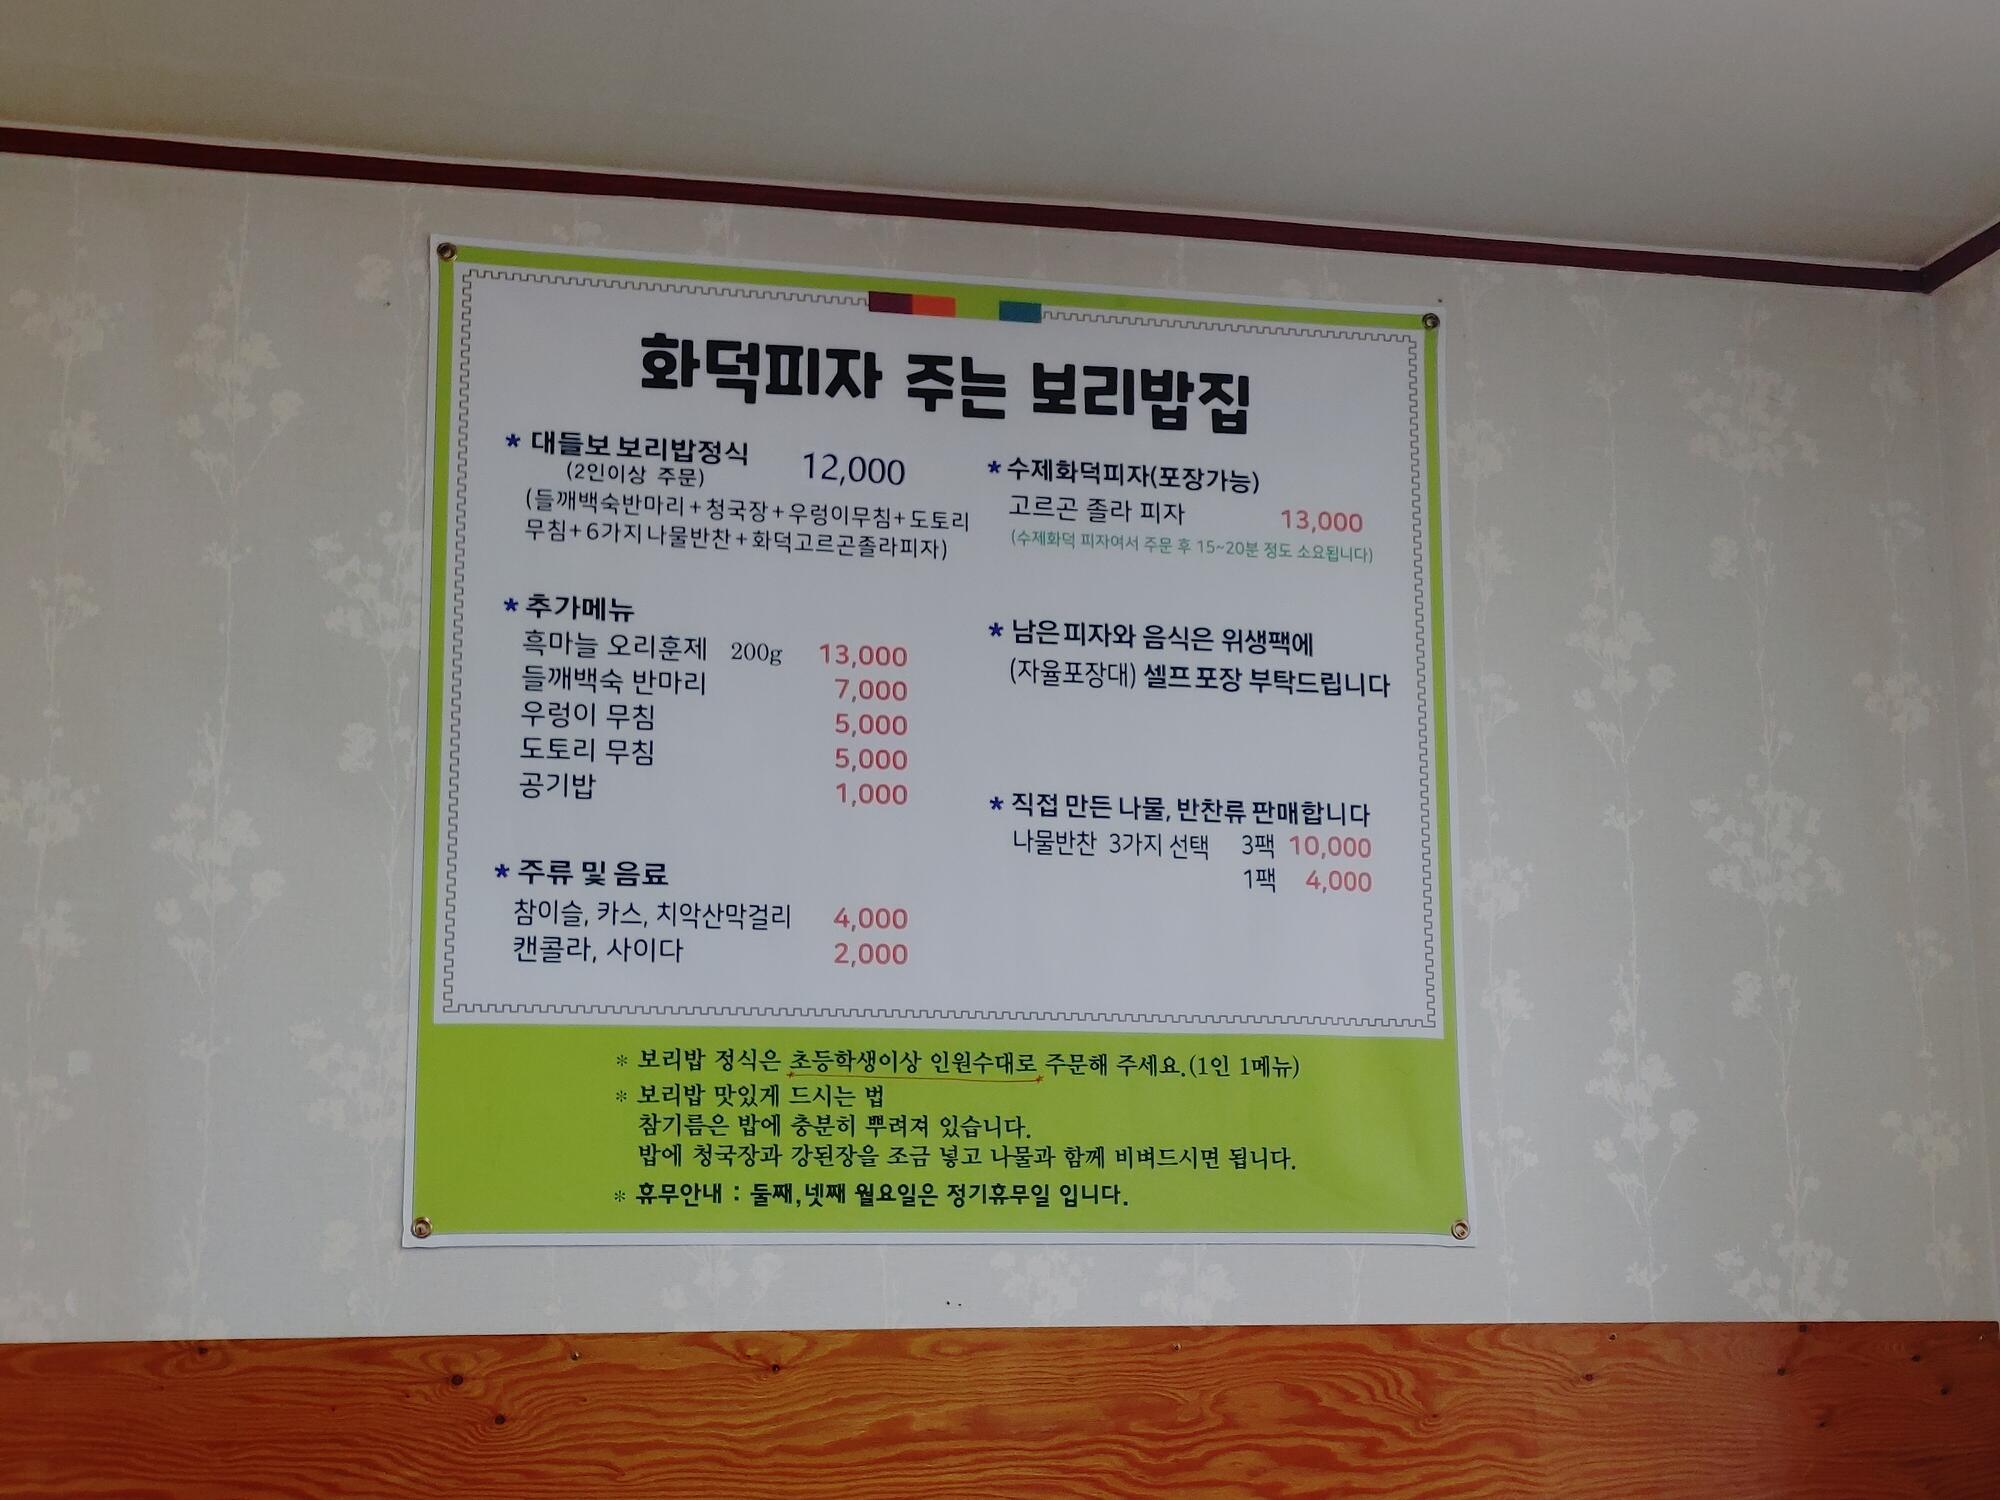 화덕피자 주는 보리밥집
* 대들보 보리밥정식 12,000
(2인이상 주문)
(들깨백숙반마리+청국장+우렁이무침+도토리
무침+6가지나물반찬+화덕고르곤졸라피자)
* 추가메뉴
흑마늘 오리훈제 200g 13,000
들깨백숙 반마리 7,000
우렁이 무침 5,000
도토리 무침 5,000
공기밥 1,000
* 주류 및 음료
참이슬, 카스, 치악산막걸리 4,000
캔콜라, 사이다 2,000
* 수제화덕피자(포장가능)
고르곤 졸라 피자 13,000
(수제화덕 피자여서 주문 후 15~20분 정도 소요됩니다)
* 남은피자와 음식은 위생팩에
(자율포장대) 셀프포장 부탁드립니다
* 직접 만든 나물, 반찬류 판매합니다
나물반찬 3가지 선택 3팩 10,000
1팩 4,000
* 보리밥 정식은 초등학생이상 인원수대로 주문해 주세요.(1인 1메뉴)
* 보리밥 맛있게 드시는 법
참기름은 밥에 충분히 뿌려져 있습니다.
밥에 청국장과 강된장을 조금 넣고 나물과 함께 비벼드시면 됩니다.
* 휴무안내 : 둘째,넷째 월요일은 정기휴무일 입니다.